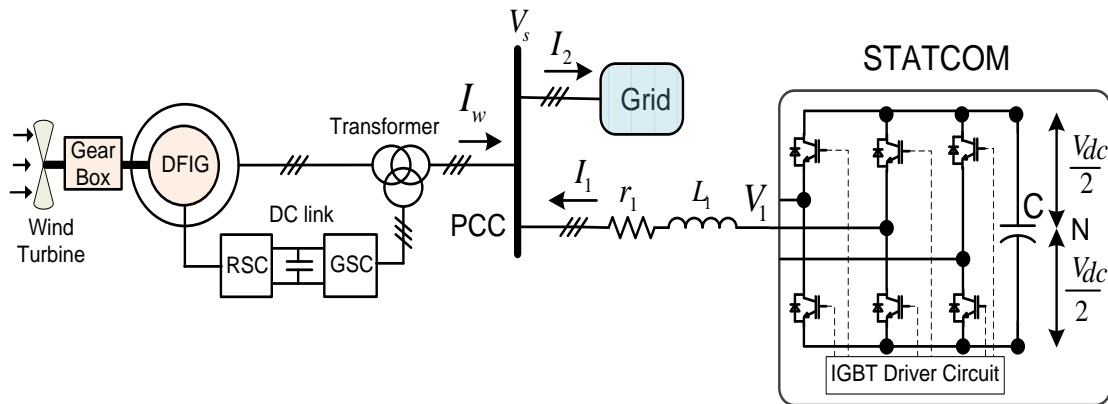 V_s
I_2
STATCOM
Grid
I_w
Transformer
Gear
Box
DFIG
V_dc
2
I_1
r_1
L_1
V_1
C
N
Wind
Turbine
DC link
PCC
RSC
GSC
V_dc
2
IGBT Driver Circuit